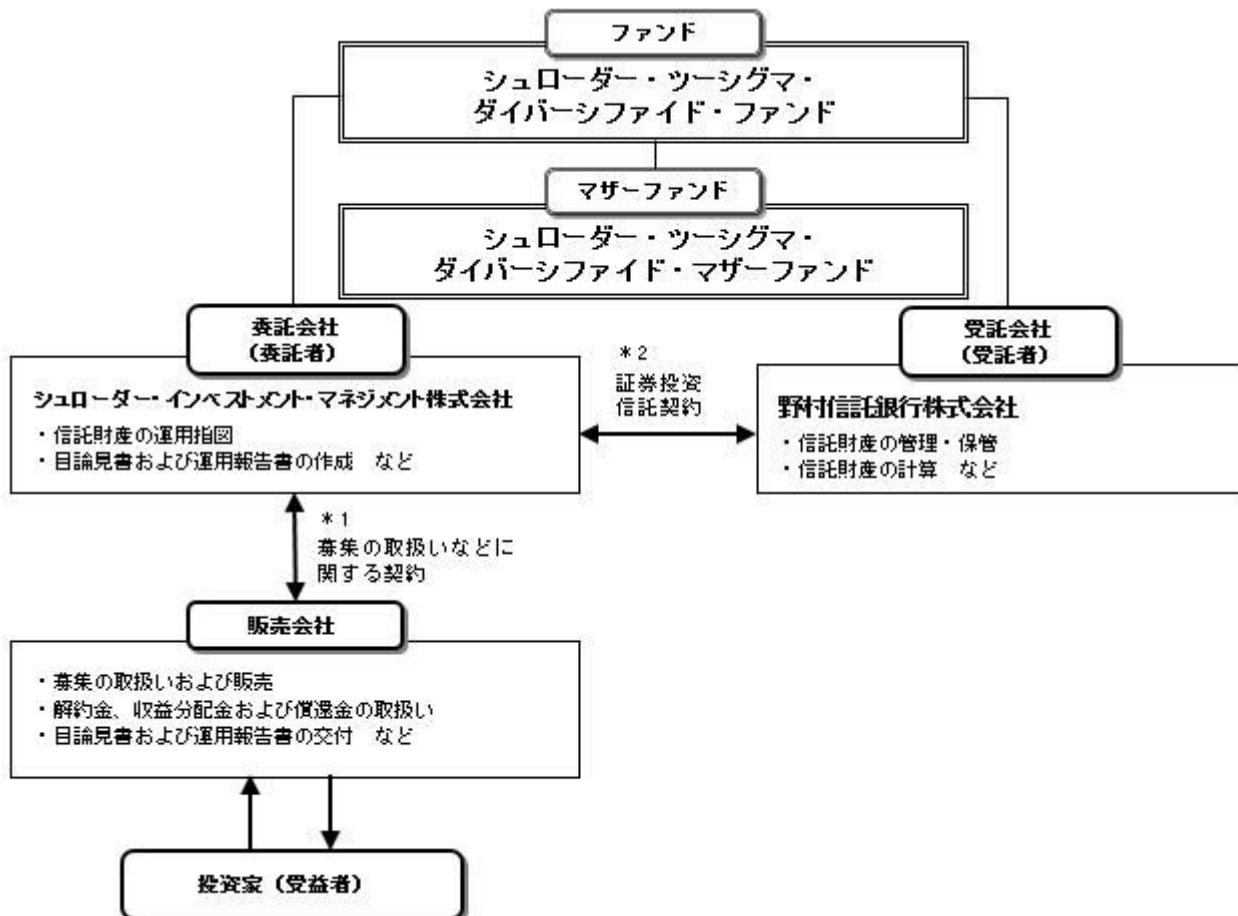 ファンド
シュローダー・ツーシグマ・
ダイバーシファイド・ファンド
マザーファンド
シュローダー・ツーシグマ・
ダイバーシファイド・マザーファンド
委託会社
(委託者)
シュローダー・インベストメント・マネジメント株式会社
・信託財産の運用指図
・目論見書および運用報告書の作成　など
*2
証券投資
信託契約
受託会社
(受託者)
野村信託銀行株式会社
・信託財産の管理・保管
・信託財産の計算　など
*1
募集の取扱いなどに
関する契約
販売会社
・募集の取扱いおよび販売
・解約金、収益分配金および償還金の取扱い
・目論見書および運用報告書の交付　など
投資家（受益者）